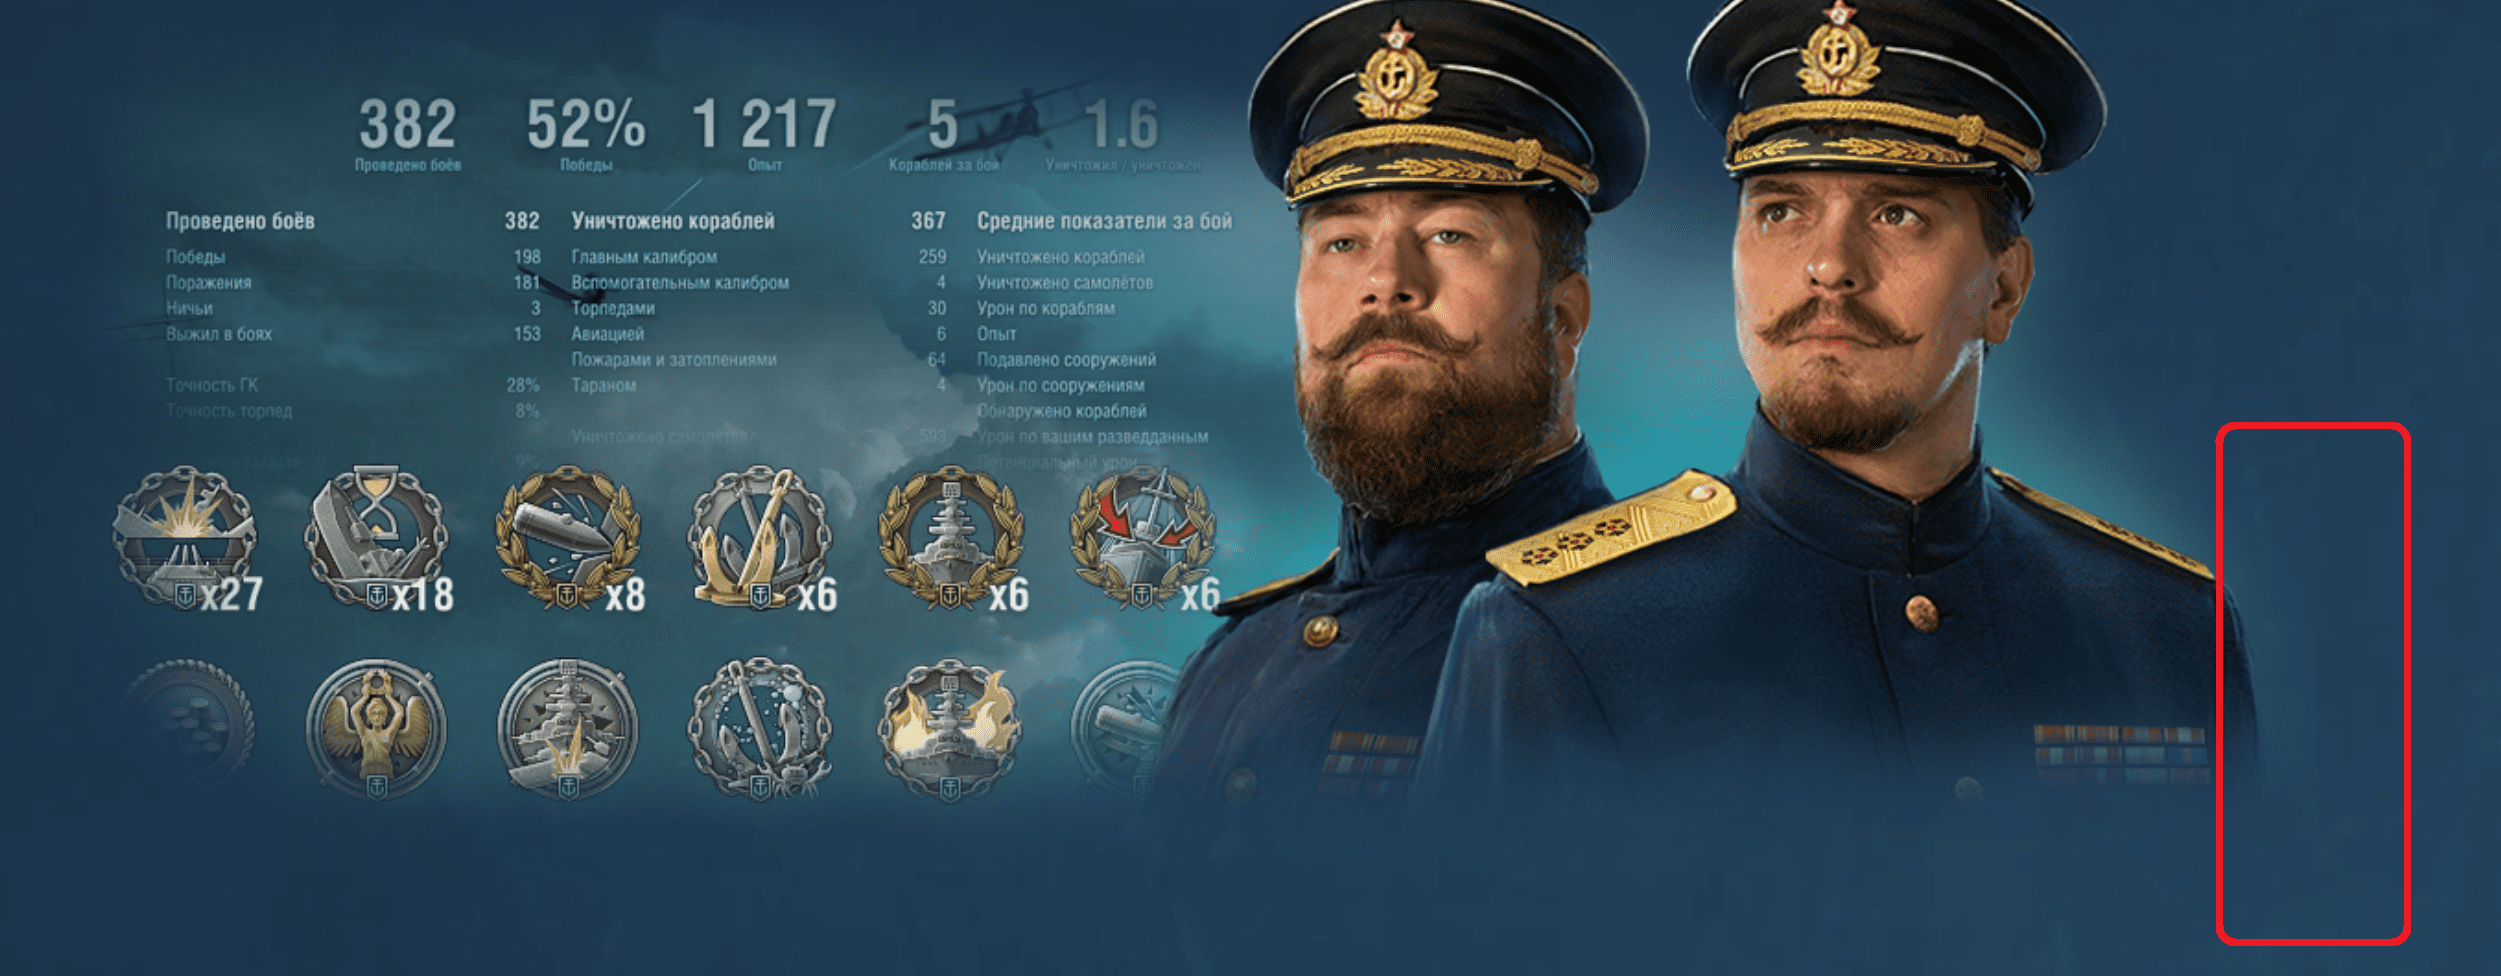 382 52% 1 217 5 1.6
Проведено боёв Победы Опыт Кораблей за бой Уничтожил / уничтожен
Проведено боёв 382 Уничтожено кораблей 367 Средние показатели за бой
Победы 198 Главным калибром 259 Уничтожено кораблей
Поражения 181 Вспомогательным калибром 4 Уничтожено самолётов
Ничьи 3 Торпедами 30 Урон по кораблям
Выжил в боях 153 Авиацией 6 Опыт
Пожарами и затоплениями 64 Подавлено сооружений
Точность ГК 28% Тараном 4 Урон по сооружениям
Точность торпед 8% Обнаружено кораблей
Уничтожено самолётов 593 Урон по вашим разведданным
9% Потенциальный урон
x27 x18 x8 x6 x6 x6